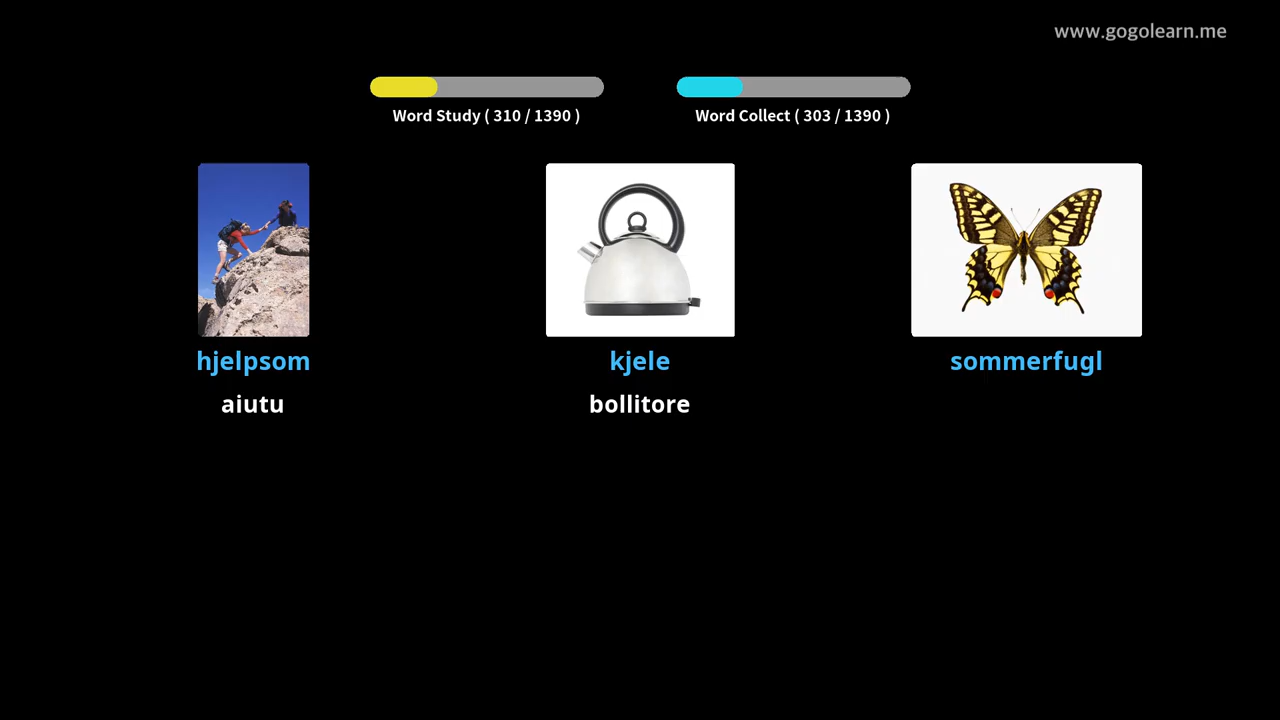 www.gogolearn.me
Word Study ( 310 / 1390 )
Word Collect ( 303 / 1390 )
hjelpsom
kjele
sommerfugl
aiutu
bollitore